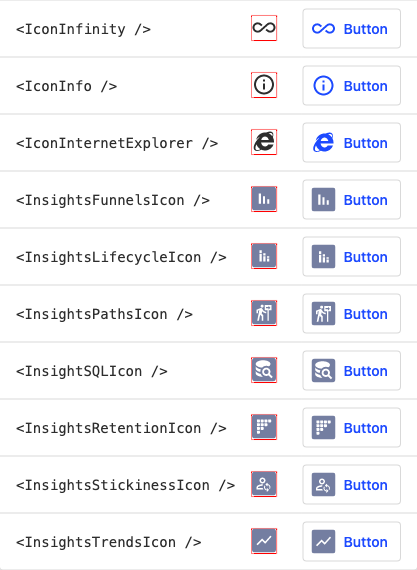 <IconInfinity /> Button
<IconInfo /> Button
<IconInternetExplorer /> Button
<InsightsFunnelsIcon /> Button
<InsightsLifecycleIcon /> Button
<InsightsPathsIcon /> Button
<InsightSQLIcon /> Button
<InsightsRetentionIcon /> Button
<InsightsStickinessIcon /> Button
<InsightsTrendsIcon /> Button